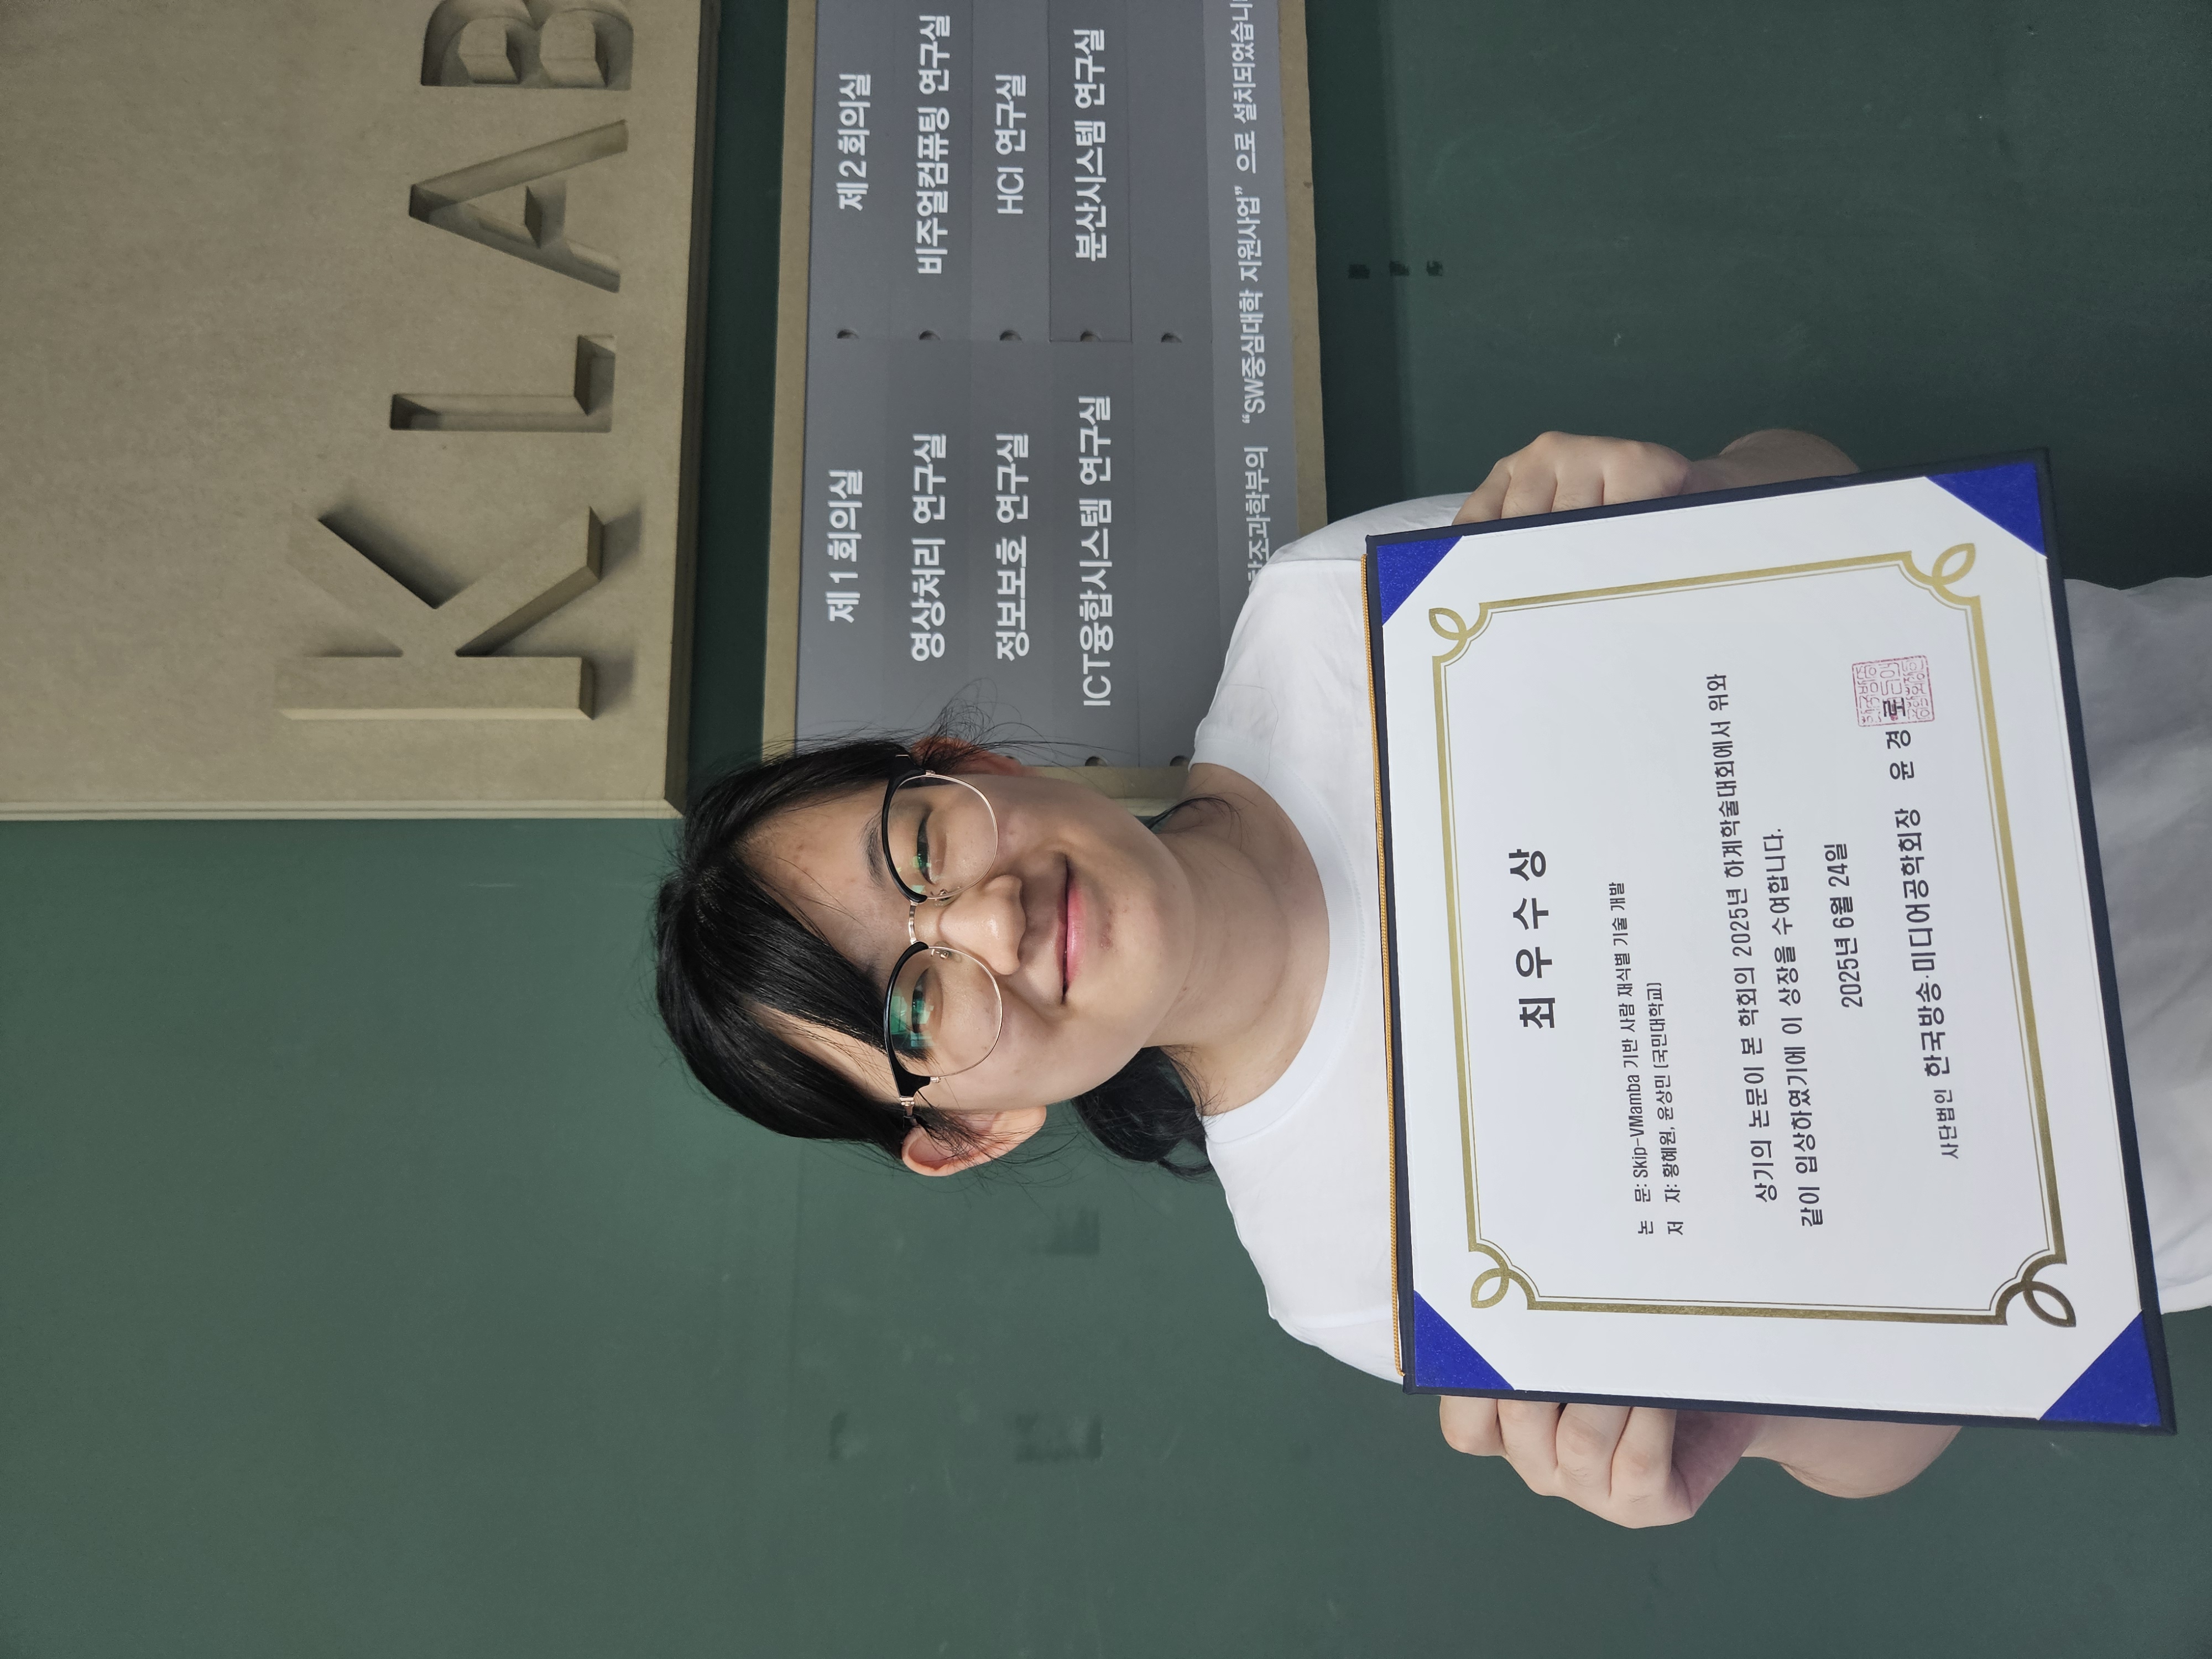 K LAB
제1회의실
제2회의실
영상처리 연구실
비주얼컴퓨팅 연구실
정보보호 연구실
HCI 연구실
ICT융합시스템 연구실
분산시스템 연구실
창조과학부의 “SW중심대학 지원사업” 으로 설치되었습니
최우수상
논 문: Skip-VMamba 기반 사람 재식별 기술 개발
저 자: 황혜원, 윤상민 (국민대학교)
상기의 논문이 본 학회의 2025년 하계학술대회에서 위와
같이 입상하였기에 이 상장을 수여합니다.
2025년 6월 24일
사단법인 한국방송·미디어공학회장 윤경로